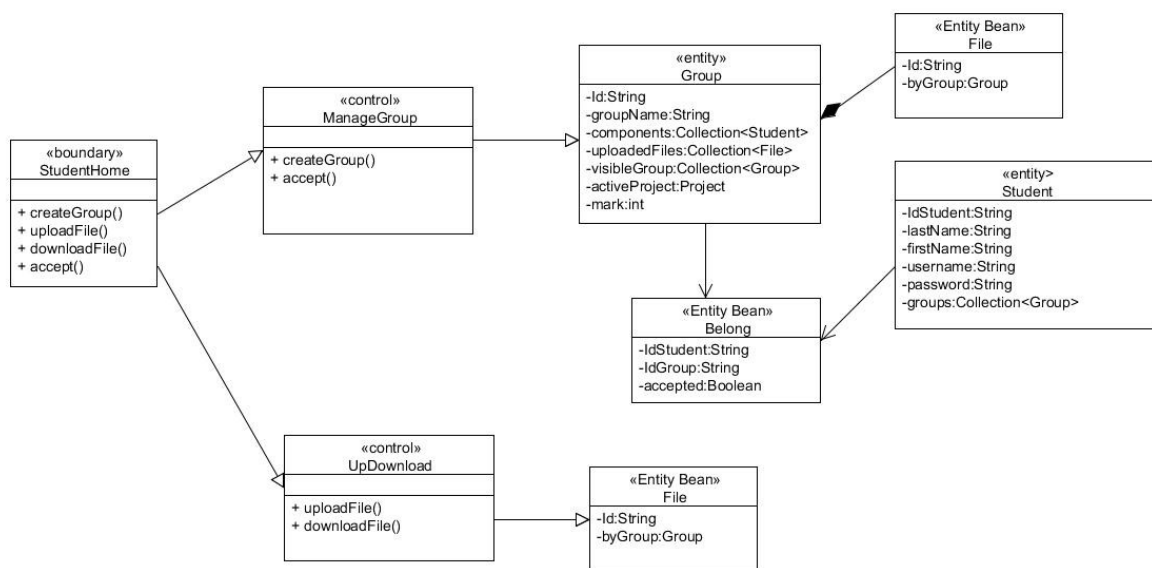 «boundary»
StudentHome
+ createGroup()
+ uploadFile()
+ downloadFile()
+ accept()
«control»
ManageGroup
+ createGroup()
+ accept()
«entity»
Group
-Id:String
-groupName:String
-components:Collection<Student>
-uploadedFiles:Collection<File>
-visibleGroup:Collection<Group>
-activeProject:Project
-mark:int
«Entity Bean»
File
-Id:String
-byGroup:Group
«entity>
Student
-IdStudent:String
-lastName:String
-firstName:String
-username:String
-password:String
-groups:Collection<Group>
«Entity Bean»
Belong
-IdStudent:String
-IdGroup:String
-accepted:Boolean
«control»
UpDownload
+ uploadFile()
+ downloadFile()
«Entity Bean»
File
-Id:String
-byGroup:Group